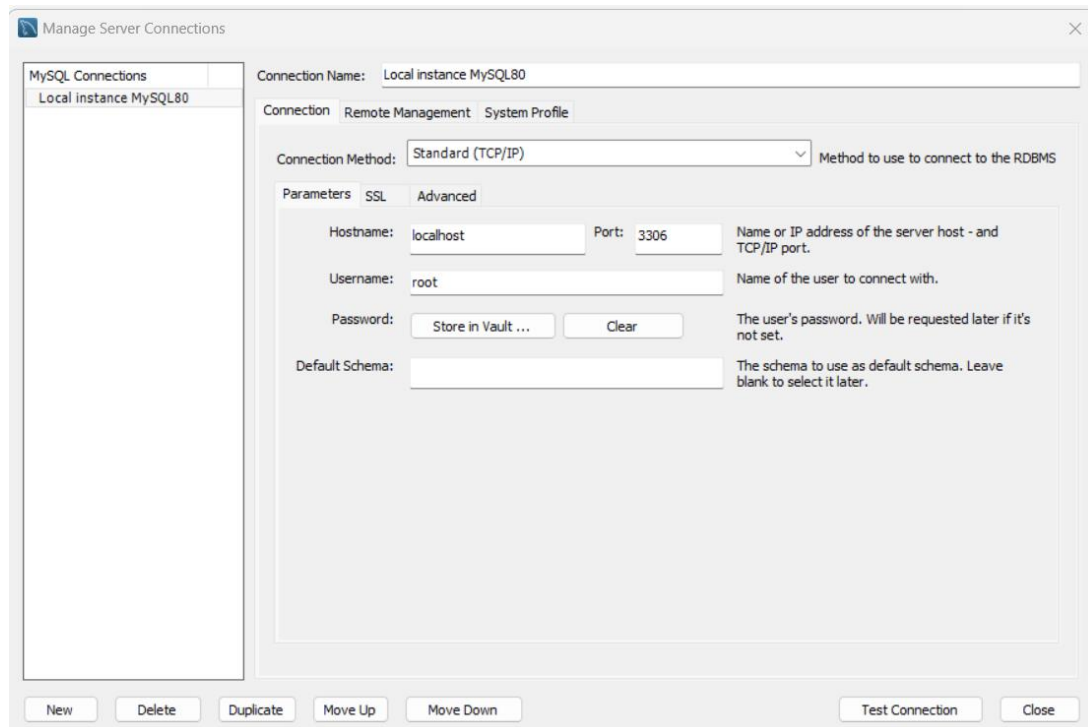 Manage Server Connections
MySQL Connections
Local instance MySQL80
Connection Name: Local instance MySQL80
Connection Remote Management System Profile
Connection Method: Standard (TCP/IP) Method to use to connect to the RDBMS
Parameters SSL Advanced
Hostname: localhost Port: 3306 Name or IP address of the server host - and
TCP/IP port.
Username: root Name of the user to connect with.
Password: Store in Vault ... Clear The user's password. Will be requested later if it's
not set.
Default Schema: The schema to use as default schema. Leave
blank to select it later.
New Delete Duplicate Move Up Move Down Test Connection Close